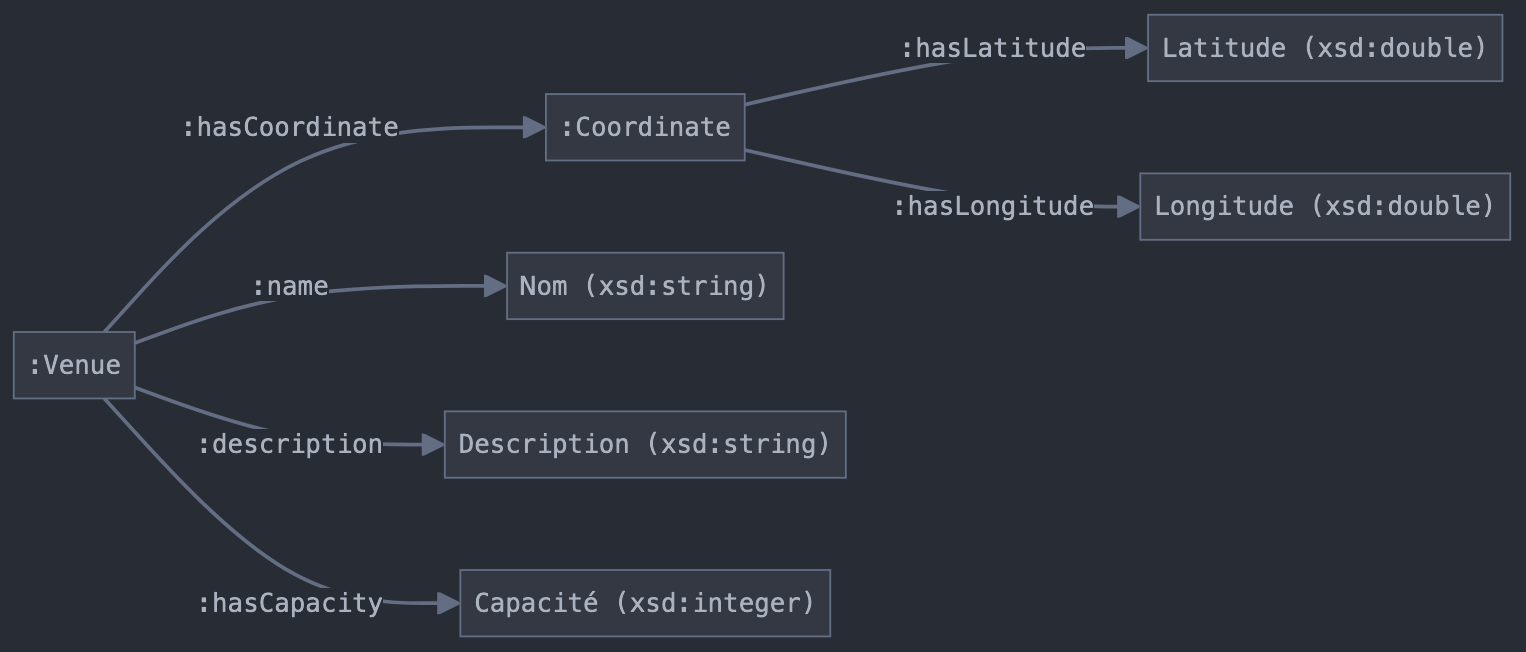 :hasLatitude
Latitude (xsd:double)
:hasCoordinate
:Coordinate
:hasLongitude
Longitude (xsd:double)
:name
Nom (xsd:string)
:Venue
:description
Description (xsd:string)
:hasCapacity
Capacité (xsd:integer)